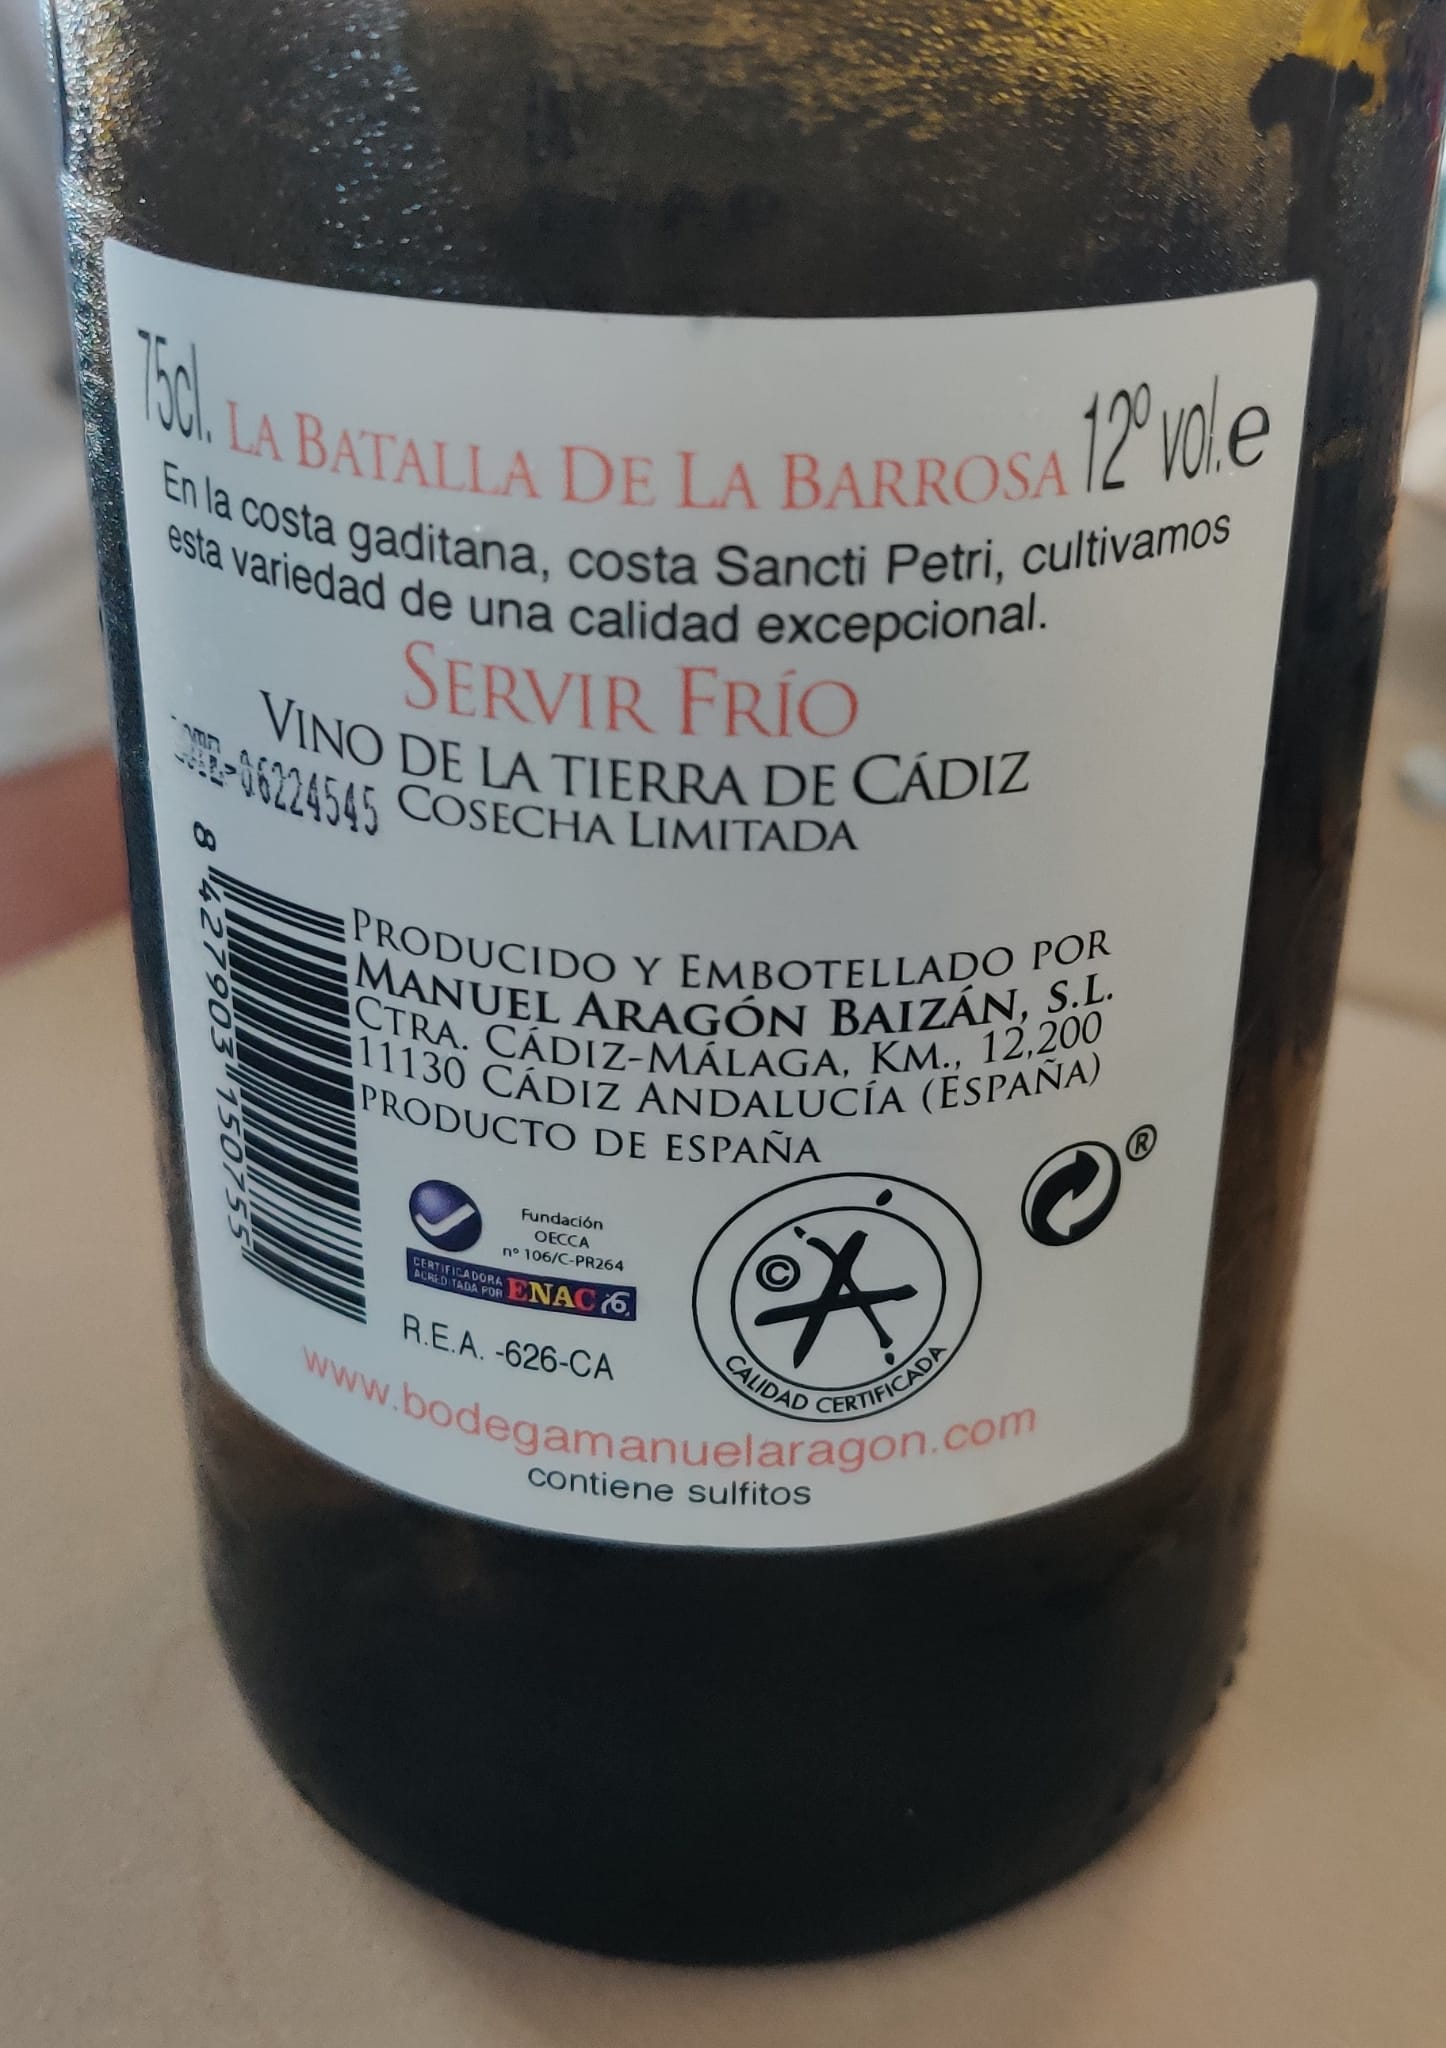 75cl. LA BATALLA DE LA BARROSA 12º vol. e
En la costa gaditana, costa Sancti Petri, cultivamos
esta variedad de una calidad excepcional.
SERVIR FRÍO
VINO DE LA TIERRA DE CÁDIZ
COSECHA LIMITADA
LOTE-06224545
8 427903 150755
PRODUCIDO Y EMBOTELLADO POR
MANUEL ARAGÓN BAIZÁN, S.L.
CTRA. CÁDIZ-MÁLAGA, KM., 12,200
11130 CÁDIZ ANDALUCÍA (ESPAÑA)
PRODUCTO DE ESPAÑA
Fundación
OECCA
nº 106/C-PR264
CERTIFICADORA
ACREDITADA POR ENAC
R.E.A. -626-CA
©
CALIDAD CERTIFICADA
®
www.bodegamanuelaragon.com
contiene sulfitos